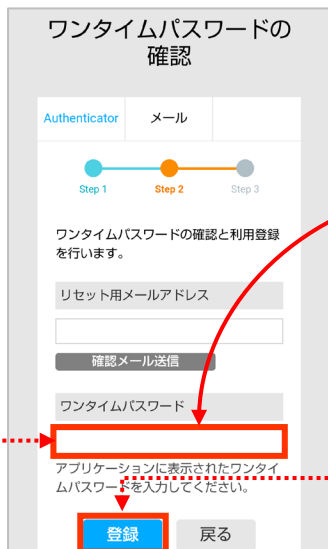 ワンタイムパスワードの
確認
Authenticator メール
Step 1 Step 2 Step 3
ワンタイムパスワードの確認と利用登録
を行います。
リセット用メールアドレス
確認メール送信
ワンタイムパスワード
アプリケーションに表示されたワンタイ
ムパスワードを入力してください。
登録 戻る